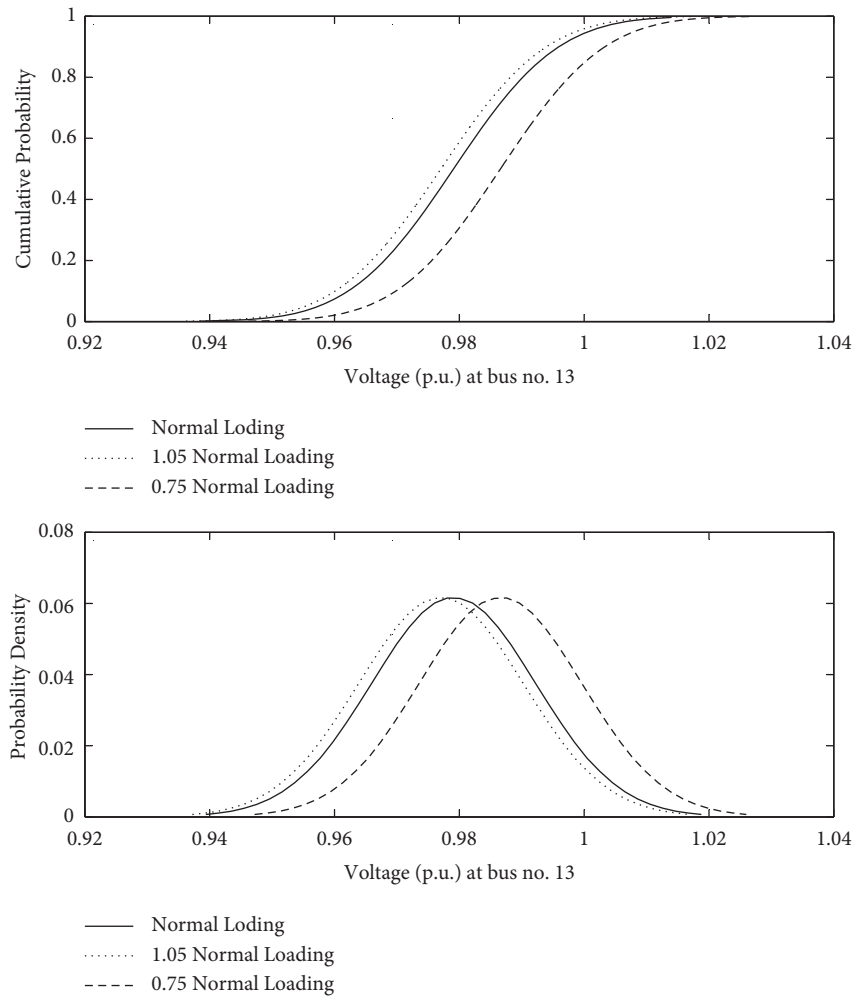 1
0.8
0.6
0.4
0.2
0
Cumulative Probability
0.92 0.94 0.96 0.98 1 1.02 1.04
Voltage (p.u.) at bus no. 13
Normal Loding
1.05 Normal Loading
0.75 Normal Loading
0.08
0.06
0.04
0.02
0
Probability Density
0.92 0.94 0.96 0.98 1 1.02 1.04
Voltage (p.u.) at bus no. 13
Normal Loding
1.05 Normal Loading
0.75 Normal Loading